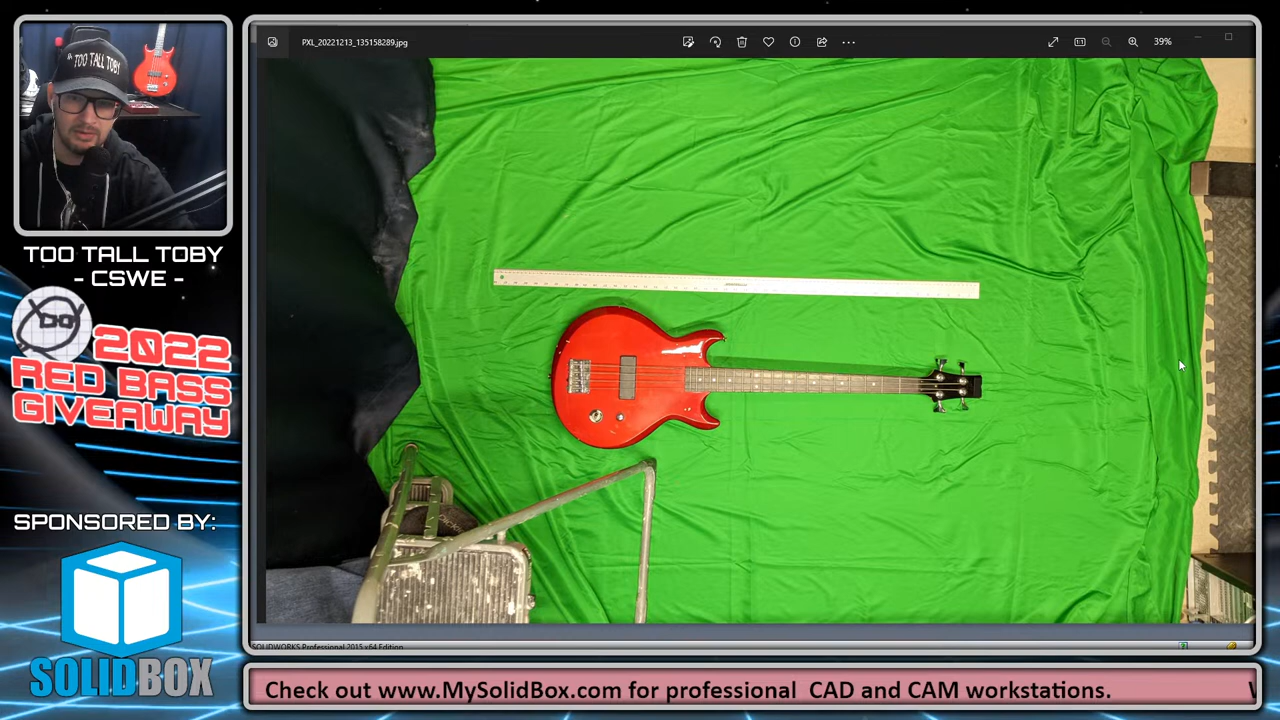 TOO TALL TOBY
TOO TALL TOBY
- CSWE -
2022
RED BASS
GIVEAWAY
SPONSORED BY:
SOLIDBOX
PXL_20221213_135158289.jpg
39%
SOLIDWORKS Professional 2015 x64 Edition
Check out www.MySolidBox.com for professional CAD and CAM workstations.